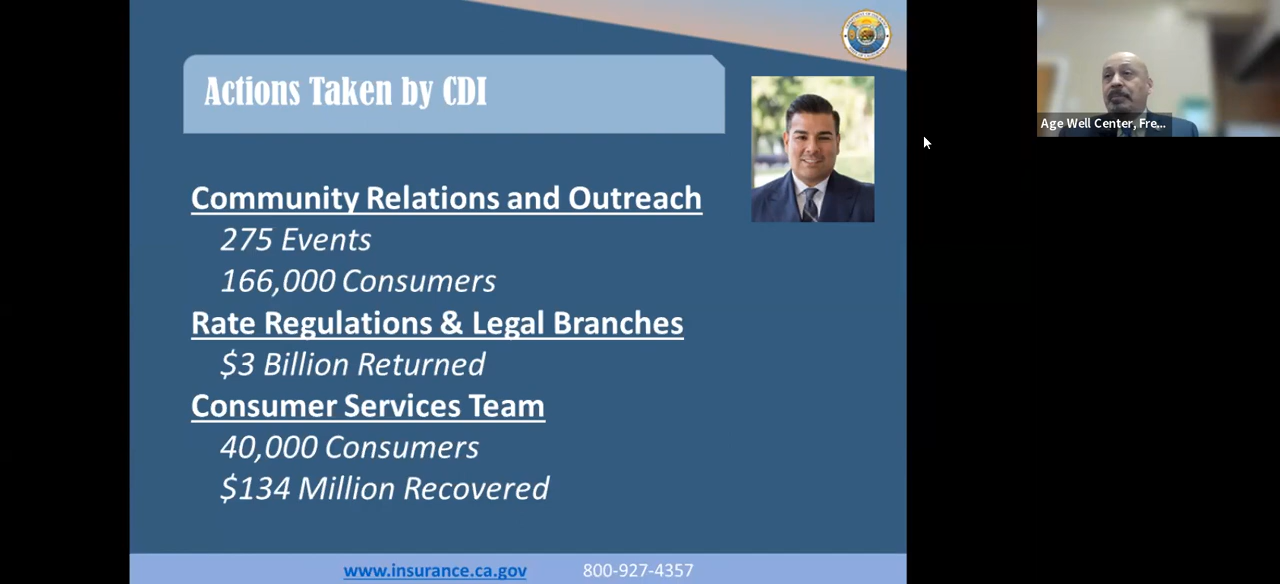 Actions Taken by CDI
Community Relations and Outreach
275 Events
166,000 Consumers
Rate Regulations & Legal Branches
$3 Billion Returned
Consumer Services Team
40,000 Consumers
$134 Million Recovered
www.insurance.ca.gov 800-927-4357
Age Well Center, Fre...